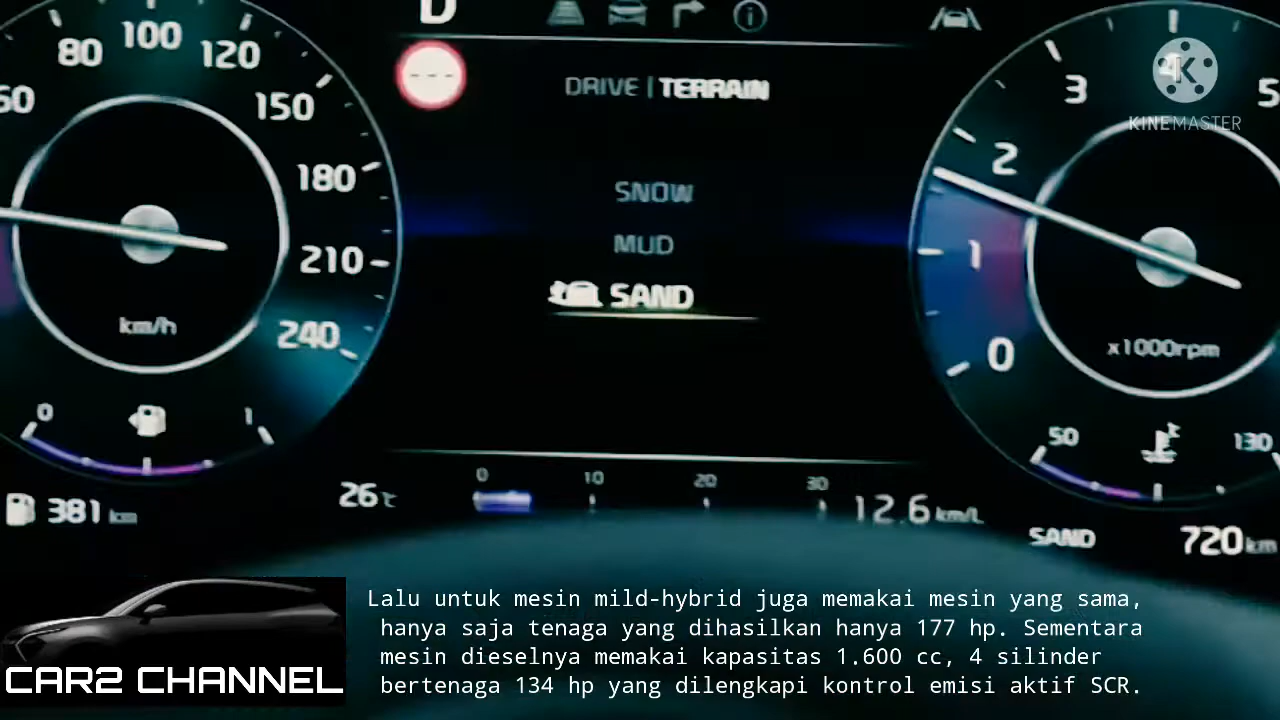 D
60 80 100 120 150 180 210 240
km/h
0 1
381 km
DRIVE | TERRAIN
SNOW
MUD
SAND
26 °C
0 10 20 30
12.6 km/L
0 1 2 3 4 5
x1000rpm
50 130
SAND
720 km
KINEMASTER
CAR2 CHANNEL
Lalu untuk mesin mild-hybrid juga memakai mesin yang sama,
hanya saja tenaga yang dihasilkan hanya 177 hp. Sementara
mesin dieselnya memakai kapasitas 1.600 cc, 4 silinder
bertenaga 134 hp yang dilengkapi kontrol emisi aktif SCR.